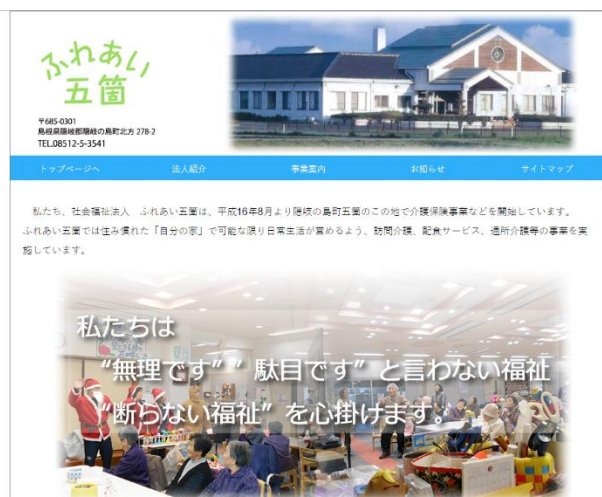 ふれあい
五箇
〒685-0301
島根県隠岐郡隠岐の島町北方 278-2
TEL.08512-5-3541
トップページへ
法人紹介
事業案内
お知らせ
サイトマップ
私たち、社会福祉法人 ふれあい五箇は、平成16年8月より隠岐の島町五箇のこの地で介護保険事業などを開始しています。
ふれあい五箇では住み慣れた「自分の家」で可能な限り日常生活が営めるよう、訪問介護、配食サービス、通所介護等の事業を実
施しています。
私たちは
“無理です”“駄目です”と言わない福祉
“断らない福祉”を心掛けます。